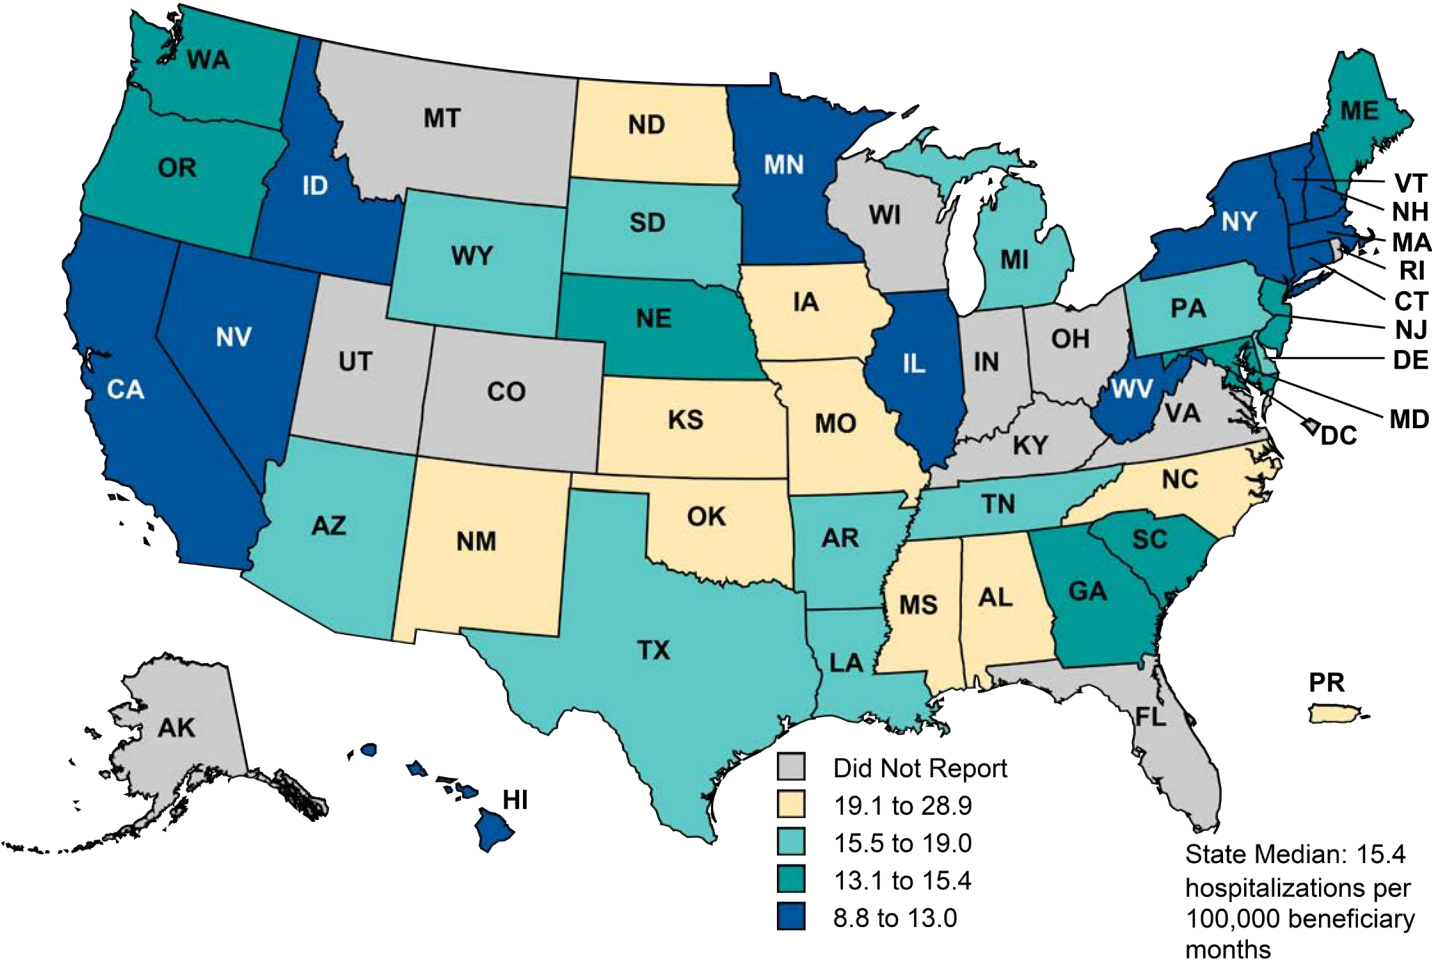 WA
ME
MT
ND
MN
OR
VT
ID
NH
SD
WI
NY
MA
WY
MI
RI
CT
IA
PA
NE
NJ
NV
OH
DE
UT
IN
IL
CA
CO
WV
VA
MD
KS
MO
DC
KY
NC
TN
AZ
OK
NM
AR
SC
GA
AL
MS
TX
LA
PR
FL
AK
HI
Did Not Report
19.1 to 28.9
15.5 to 19.0
13.1 to 15.4
8.8 to 13.0
State Median: 15.4
hospitalizations per
100,000 beneficiary
months